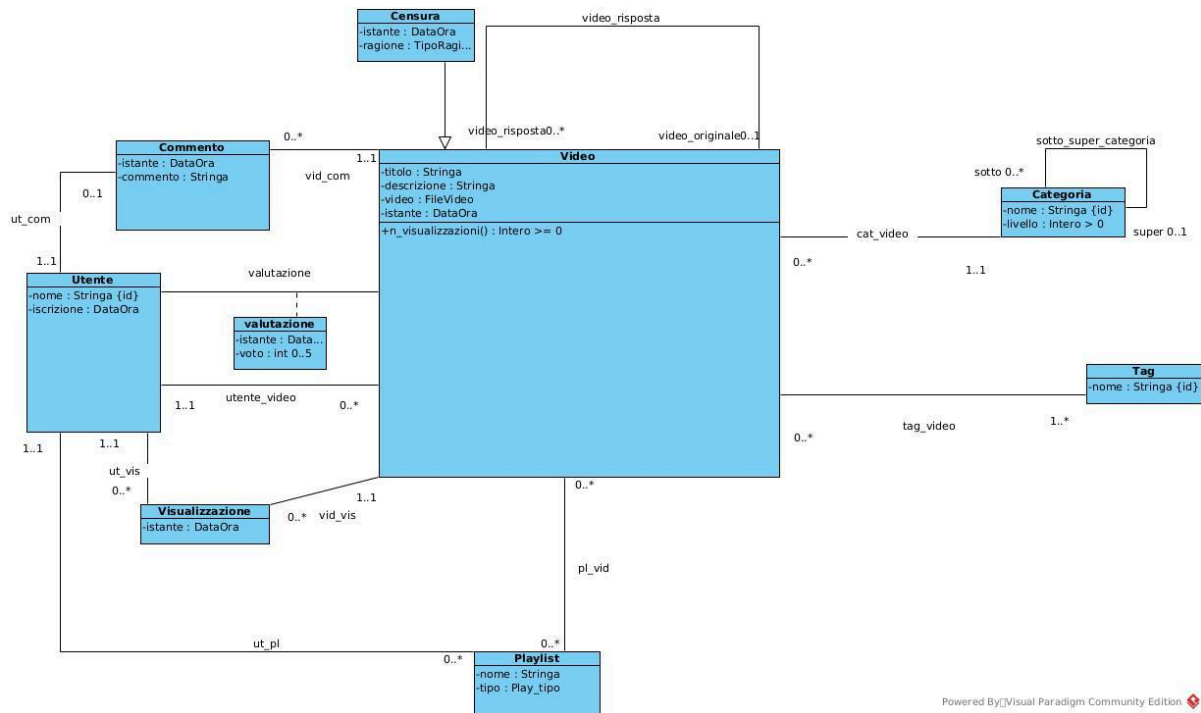 Censura
-istante : DataOra
-ragione : TipoRagi...
video_risposta
video_risposta0..*
video_originale0..1
0..*
Commento
-istante : DataOra
-commento : Stringa
vid_com
1..1
0..1
ut_com
1..1
Video
-titolo : Stringa
-descrizione : Stringa
-video : FileVideo
-istante : DataOra
+n_visualizzazioni() : Intero >= 0
sotto_super_categoria
sotto 0..*
Categoria
-nome : Stringa {id}
-livello : Intero > 0
super 0..1
cat_video
0..*
1..1
Utente
-nome : Stringa {id}
-iscrizione : DataOra
valutazione
valutazione
-istante : Data...
-voto : int 0..5
1..1
utente_video
0..*
Tag
-nome : Stringa {id}
0..*
tag_video
1..*
1..1
1..1
ut_vis
0..*
Visualizzazione
-istante : DataOra
0..*
vid_vis
1..1
0..*
pl_vid
0..*
ut_pl
0..*
Playlist
-nome : Stringa
-tipo : Play_tipo
Powered By Visual Paradigm Community Edition